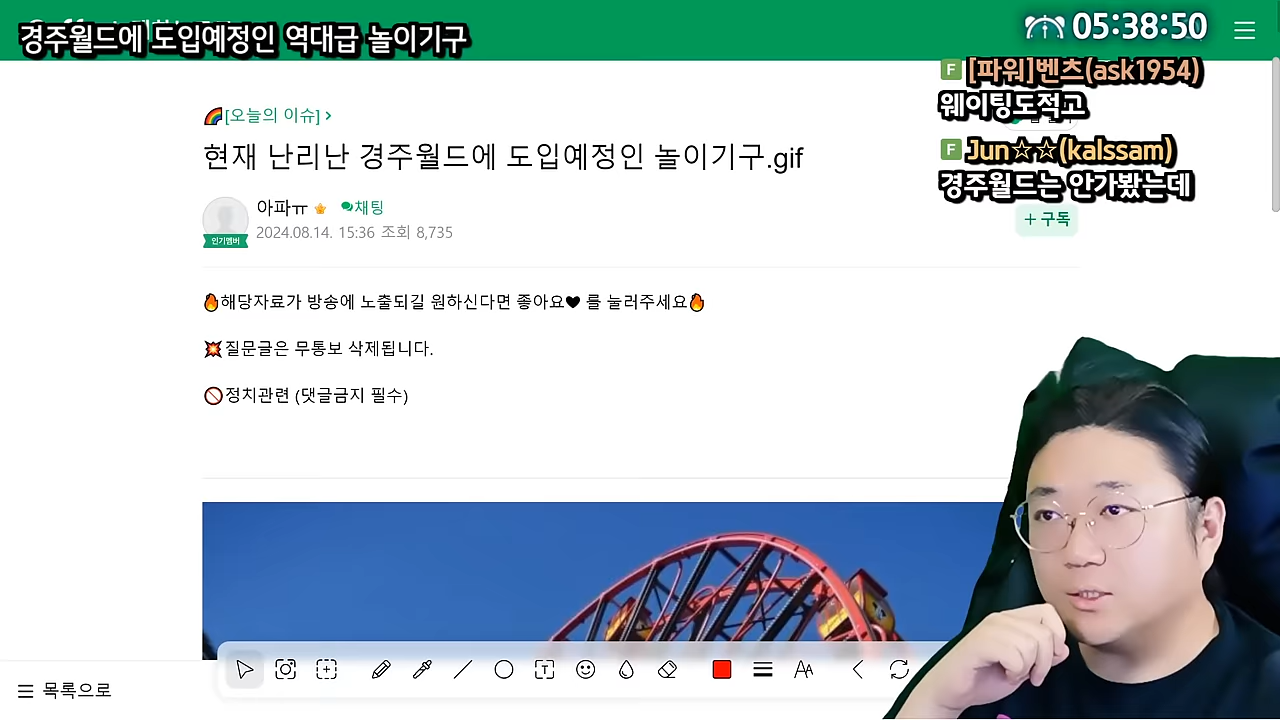 경주월드에 도입예정인 역대급 놀이기구
05:38:50
F [파워]벤츠(ask1954)
웨이팅도적고
F Jun☆☆(kalssam)
경주월드는 안가봤는데
🌈[오늘의 이슈] >
현재 난리난 경주월드에 도입예정인 놀이기구.gif
아파ㅠ 채팅
인기멤버
2024.08.14. 15:36 조회 8,735
+ 구독
🔥해당자료가 방송에 노출되길 원하신다면 좋아요🖤 를 눌러주세요🔥
💥질문글은 무통보 삭제됩니다.
🚫정치관련 (댓글금지 필수)
T
AA
목록으로